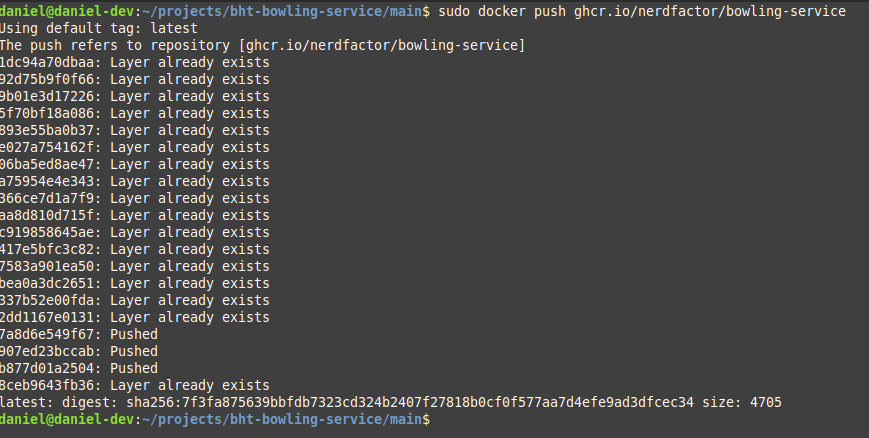 daniel@daniel-dev:~/projects/bht-bowling-service/main$ sudo docker push ghcr.io/nerdfactor/bowling-service
Using default tag: latest
The push refers to repository [ghcr.io/nerdfactor/bowling-service]
1dc94a70dbaa: Layer already exists
92d75b9f0f66: Layer already exists
9b01e3d17226: Layer already exists
5f70bf18a086: Layer already exists
893e55ba0b37: Layer already exists
e027a754162f: Layer already exists
06ba5ed8ae47: Layer already exists
a75954e4e343: Layer already exists
366ce7d1a7f9: Layer already exists
aa8d810d715f: Layer already exists
c919858645ae: Layer already exists
417e5bfc3c82: Layer already exists
7583a901ea50: Layer already exists
bea0a3dc2651: Layer already exists
337b52e00fda: Layer already exists
2dd1167e0131: Layer already exists
7a8d6e549f67: Pushed
907ed23bccab: Pushed
b877d01a2504: Pushed
8ceb9643fb36: Layer already exists
latest: digest: sha256:7f3fa875639bbfdb7323cd324b2407f27818b0cf0f577aa7d4efe9ad3dfcec34 size: 4705
daniel@daniel-dev:~/projects/bht-bowling-service/main$